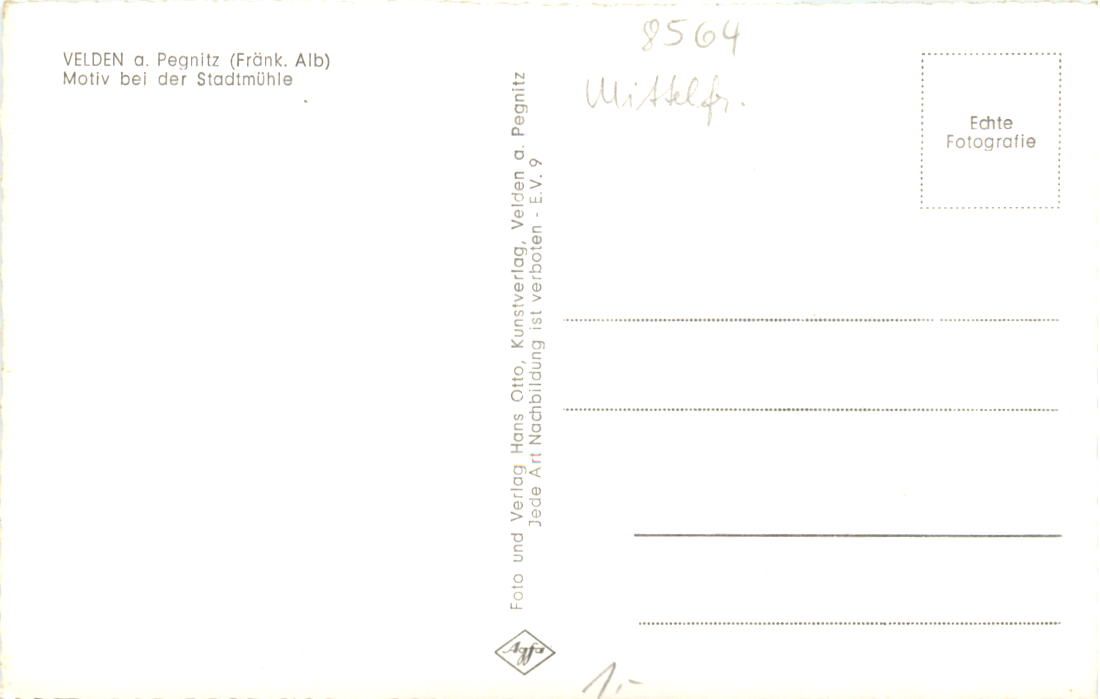 VELDEN a. Pegnitz (Fränk. Alb)
Motiv bei der Stadtmühle
Foto und Verlag Hans Otto, Kunstverlag, Velden a. Pegnitz
Jede Art Nachbildung ist verboten - E.V. 9
Agfa
8564
Mittelfr.
Echte
Fotografie
1,-